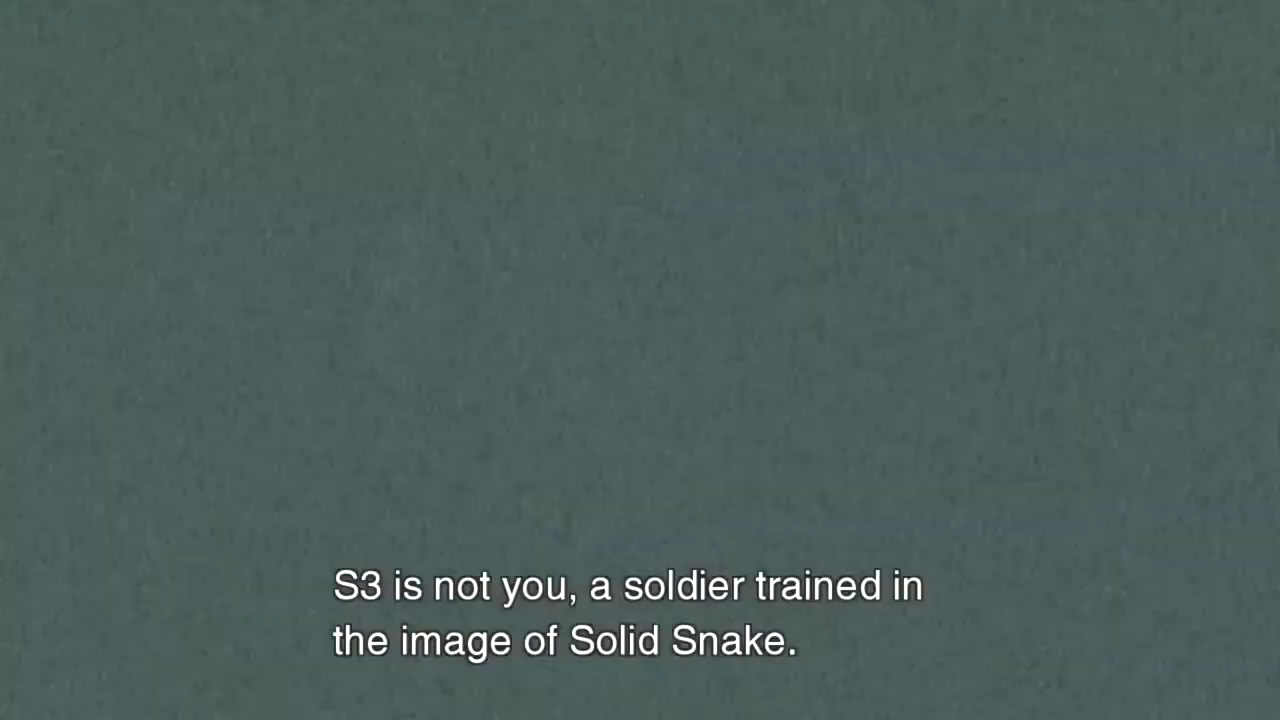 S3 is not you, a soldier trained in
the image of Solid Snake.